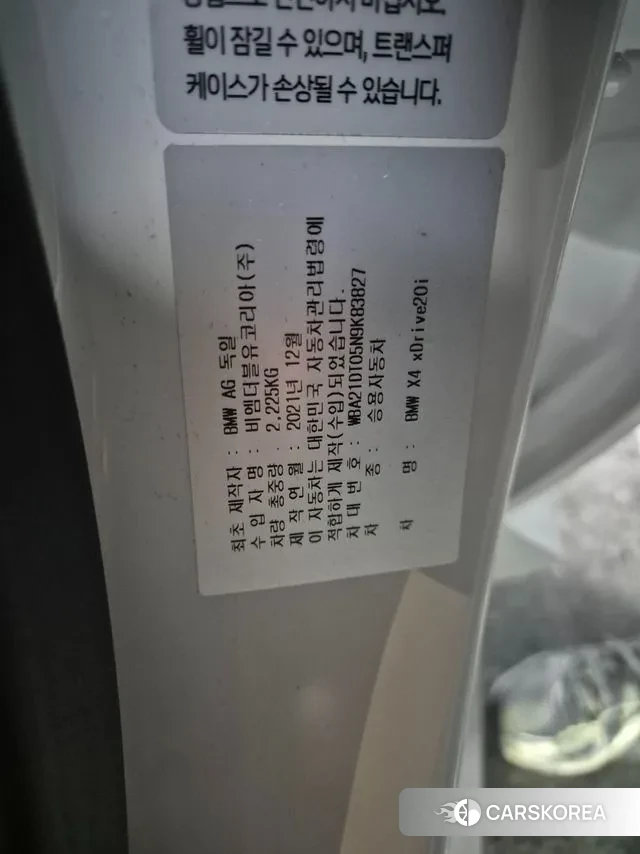 휠이 잠길 수 있으며, 트랜스퍼
케이스가 손상될 수 있습니다.
최초 제작자 : BMW AG 독일
수 입 자 명 : 비엠더블유코리아(주)
차량 총중량 : 2,225KG
제 작 연 월 : 2021년 12월
이 자동차는 대한민국 자동차관리법령에
적합하게 제작(수입)되었습니다.
차 대 번 호 : WBA21DT05N9K83827
차 종 : 승용자동차
차 명 : BMW X4 xDrive20i
CARSKOREA